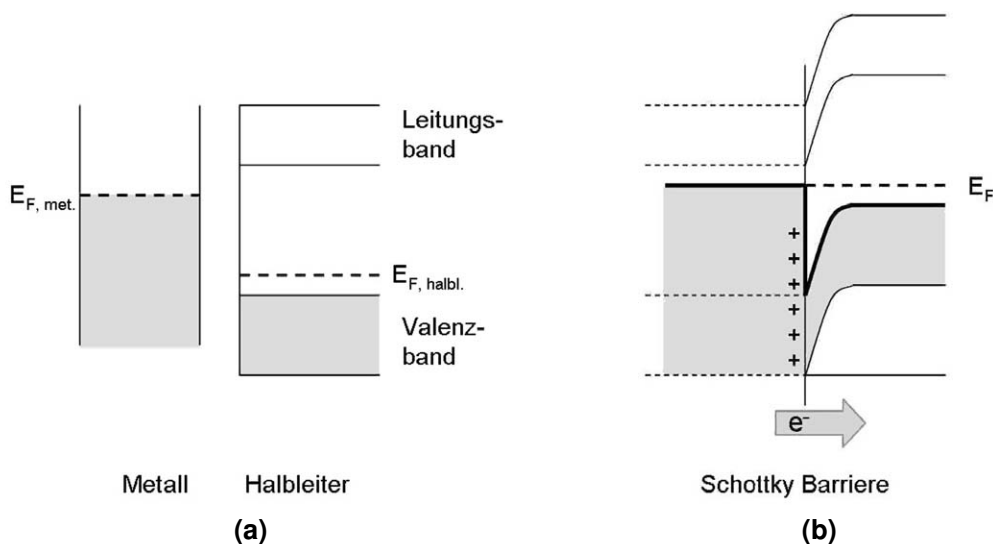 Leitungs-
band
E_F, met.
E_F, halbl.
Valenz-
band
Metall
Halbleiter
(a)
E_F
+
+
+
+
+
+
e⁻
Schottky Barriere
(b)